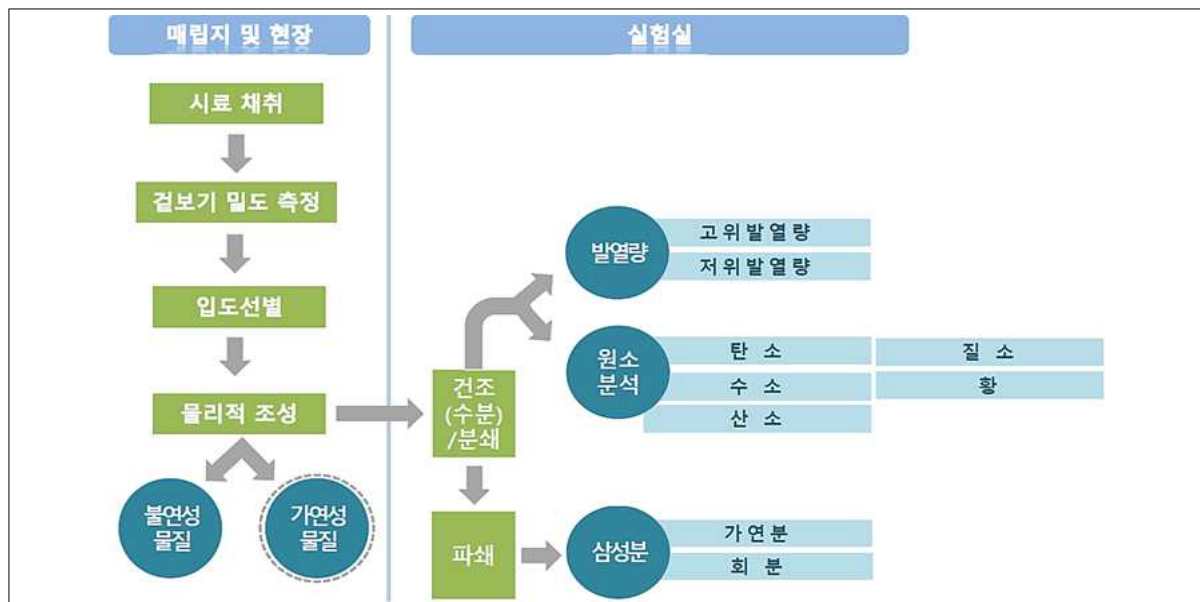 매립지 및 현장
실험실
시료 채취
겉보기 밀도 측정
입도선별
물리적 조성
불연성
물질
가연성
물질
건조
(수분)
/분쇄
파쇄
발열량
고위발열량
저위발열량
원소
분석
탄 소
질 소
수 소
황
산 소
삼성분
가연분
회 분